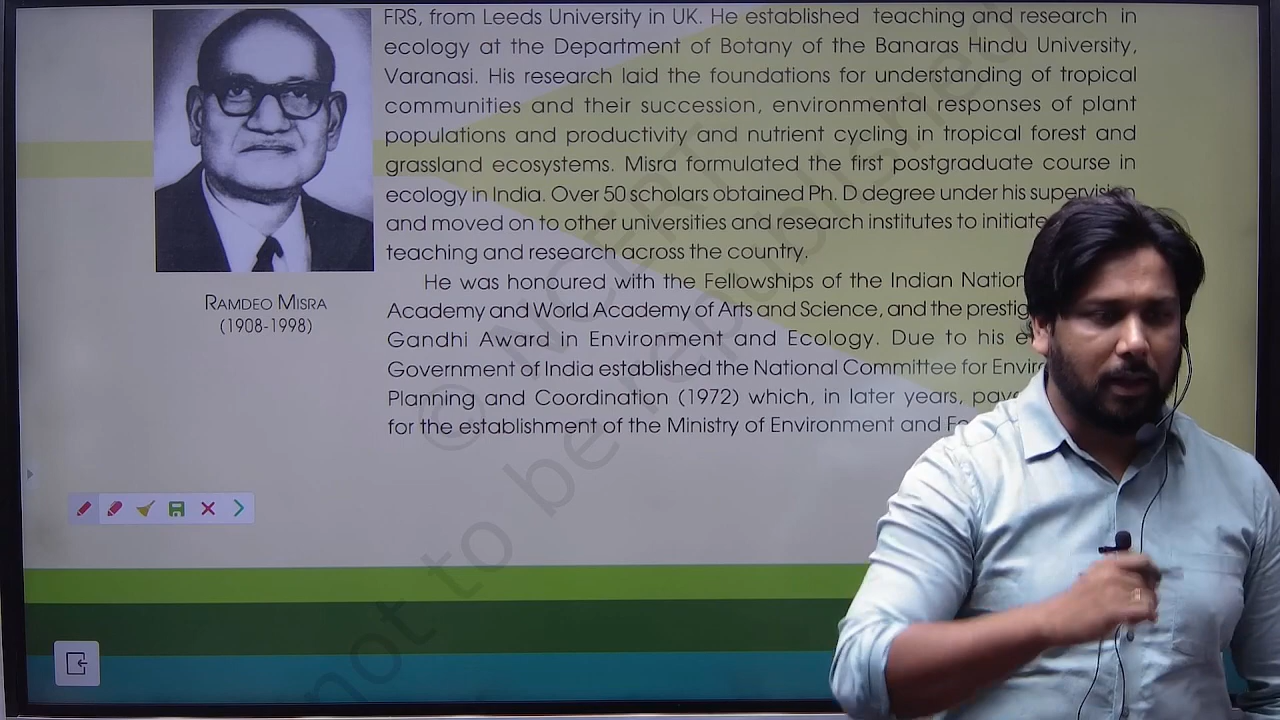 FRS, from Leeds University in UK. He established teaching and research in
ecology at the Department of Botany of the Banaras Hindu University,
Varanasi. His research laid the foundations for understanding of tropical
communities and their succession, environmental responses of plant
populations and productivity and nutrient cycling in tropical forest and
grassland ecosystems. Misra formulated the first postgraduate course in
ecology in India. Over 50 scholars obtained Ph. D degree under his supervision
and moved on to other universities and research institutes to initiate
teaching and research across the country.
RAMDEO MISRA
(1908-1998)
He was honoured with the Fellowships of the Indian
Academy and World Academy of Arts and Science, and the
Gandhi Award in Environment and Ecology. Due to his
Government of India established the National Committee for
Planning and Coordination (1972) which, in later years,
for the establishment of the Ministry of Environment and
not to be